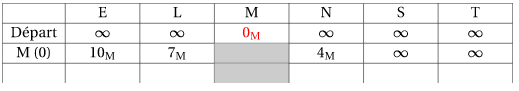 E L M N S T
Départ ∞ ∞ 0M ∞ ∞ ∞
M (0) 10M 7M 4M ∞ ∞